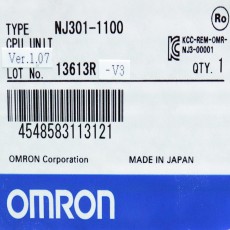 TYPE NJ301-1100
CPU UNIT
Ver.1.07
LOT No. 13613R -V3
Ro
KCC-REM-OMR-
NJ3-00001
QTY. 1
4548583113121
OMRON Corporation MADE IN JAPAN
OMRON